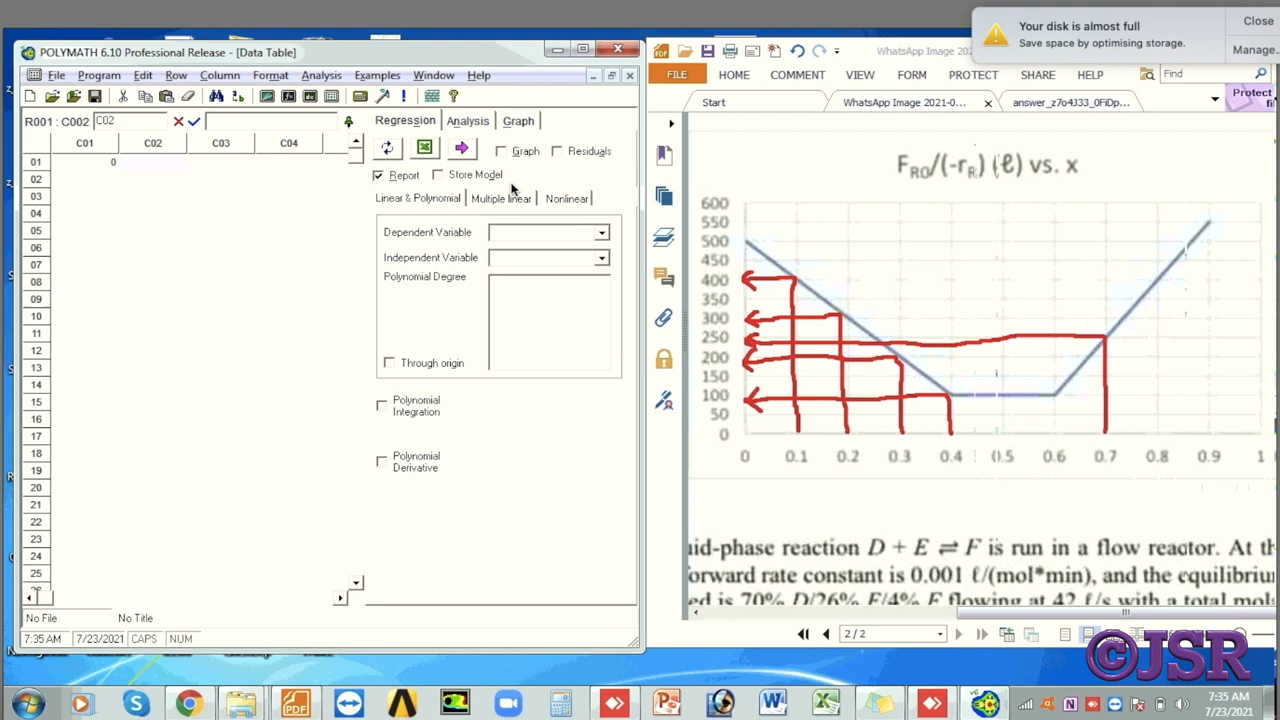 Your disk is almost full
Save space by optimising storage.
Close
Manage...
POLYMATH 6.10 Professional Release - [Data Table]
File Program Edit Row Column Format Analysis Examples Window Help
R001 : C002 C02
C01 C02 C03 C04
01 0
02
03
04
05
06
07
08
09
10
11
12
13
14
15
16
17
18
19
20
21
22
23
24
25
Regression Analysis Graph
Graph Residuals
Report Store Model
Linear & Polynomial Multiple linear Nonlinear
Dependent Variable
Independent Variable
Polynomial Degree
Through origin
Polynomial
Integration
Polynomial
Derivative
No File No Title
7:35 AM 7/23/2021 CAPS NUM
WhatsApp Image 202
FILE HOME COMMENT VIEW FORM PROTECT SHARE HELP Find
Start WhatsApp Image 2021-0... answer_z7o4J33_0FiDp...
Protect
fil
F_R0/(-r_R) (ℓ) vs. x
600
550
500
450
400
350
300
250
200
150
100
50
0
0 0.1 0.2 0.3 0.4 0.5 0.6 0.7 0.8 0.9 1
uid-phase reaction D + E ⇌ F is run in a flow reactor. At th
orward rate constant is 0.001 ℓ/(mol*min), and the equilibriu
ed is 70% D/26% E/4% F flowing at 42 ℓ/s with a total mol
2 / 2
©JSR
7:35 AM
7/23/2021